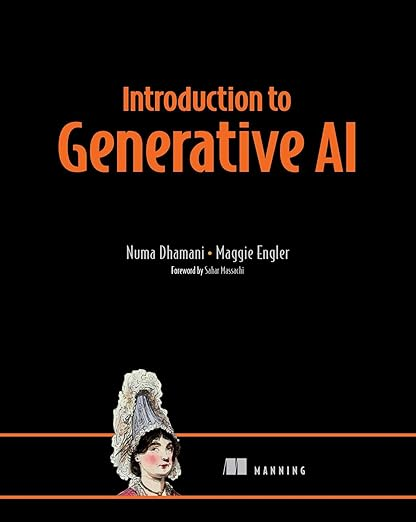 Introduction to
Generative AI
Numa Dhamani • Maggie Engler
Foreword by Sahar Massachi
MANNING